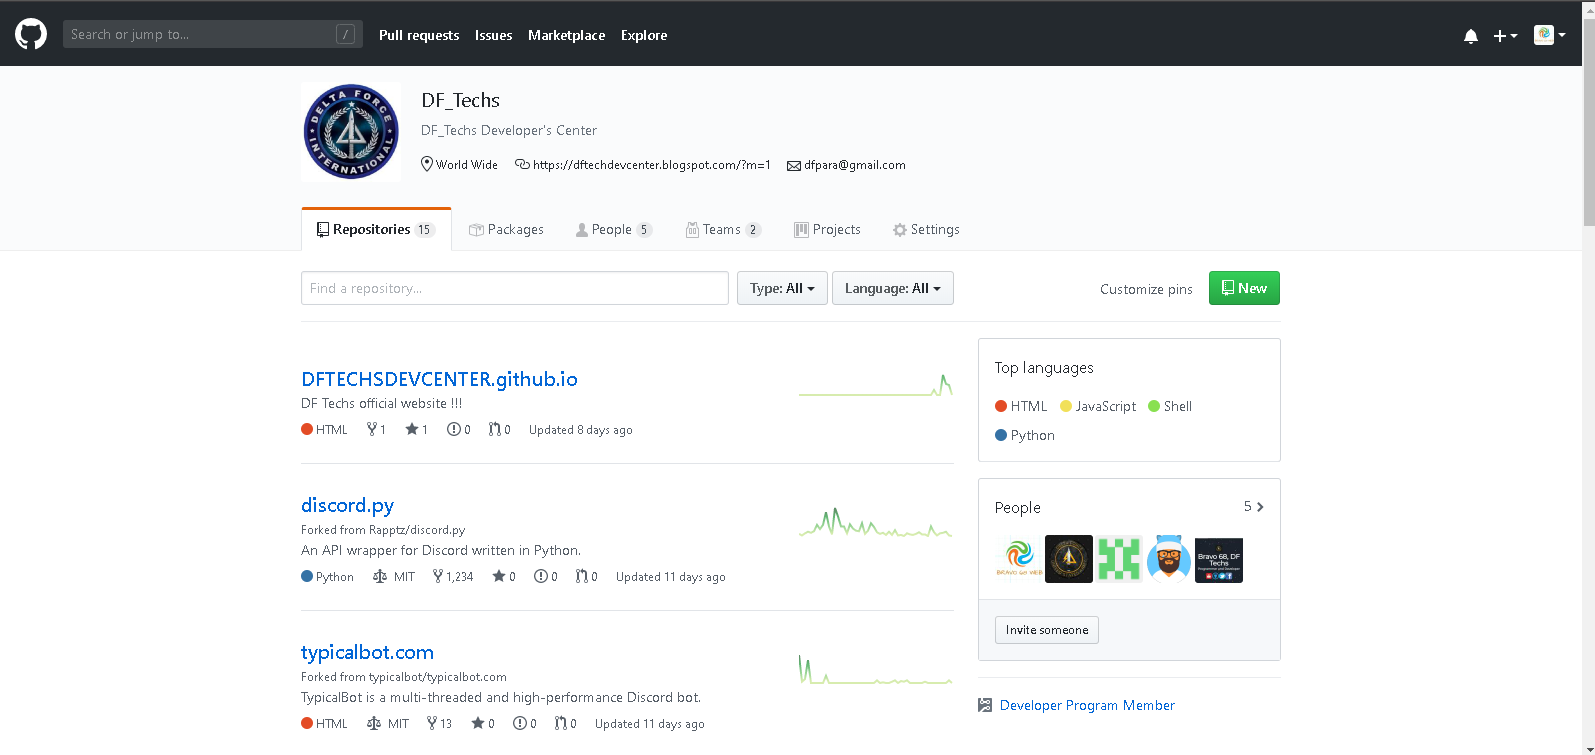 Search or jump to... / Pull requests Issues Marketplace Explore
DELTA FORCE
INTERNATIONAL
DF_Techs
DF_Techs Developer's Center
World Wide https://dftechdevcenter.blogspot.com/?m=1 dfpara@gmail.com
Repositories 15 Packages People 5 Teams 2 Projects Settings
Find a repository... Type: All Language: All Customize pins New
DFTECHSDEVCENTER.github.io
DF Techs official website !!!
HTML 1 1 0 0 Updated 8 days ago
discord.py
Forked from Rapptz/discord.py
An API wrapper for Discord written in Python.
Python MIT 1,234 0 0 0 Updated 11 days ago
typicalbot.com
Forked from typicalbot/typicalbot.com
TypicalBot is a multi-threaded and high-performance Discord bot.
HTML MIT 13 0 0 0 Updated 11 days ago
Top languages
HTML JavaScript Shell
Python
People 5
BRAVO 68 WEB
Bravo 68, DF
Techs
Programmer and Developer
Invite someone
Developer Program Member